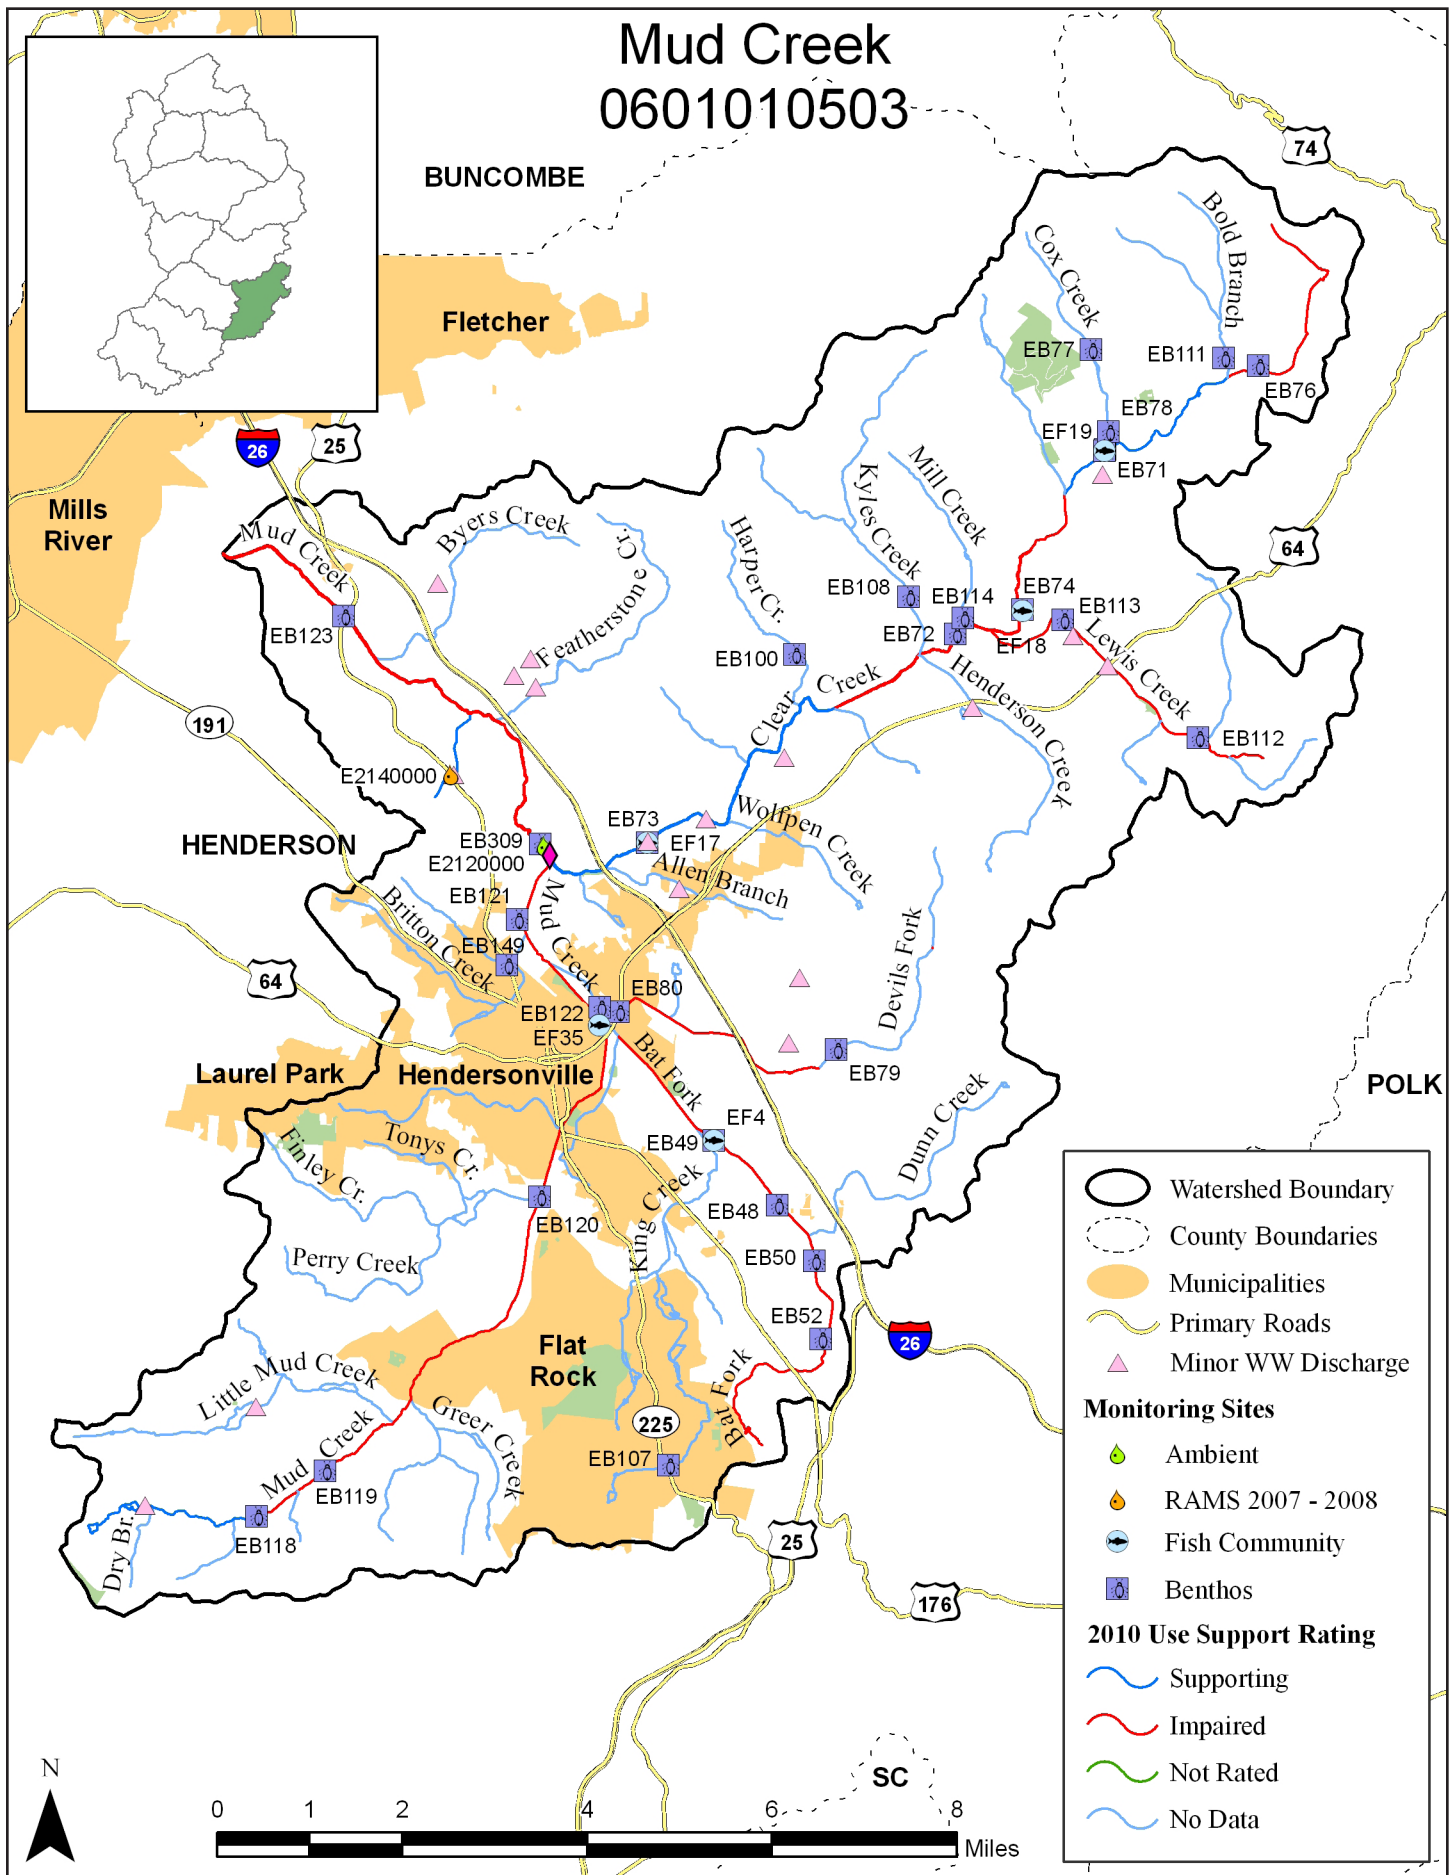 Mud Creek
0601010503
BUNCOMBE
74
Fletcher
Bold Branch
Cox Creek
EB77
EB111
EB76
EB78
EF19
EB71
26
25
Mills
River
Mud Creek
Byers Creek
Featherstone Cr.
Harper Cr.
Kyles Creek
Mill Creek
64
EB123
EB108
EB114
EB74
EB113
EB72
EF18
EB100
Lewis Creek
Henderson Creek
Clear Creek
191
EB112
E2140000
HENDERSON
EB309
E2120000
EB73
EF17
Wolfpen Creek
Allen Branch
EB121
Mud Creek
Britton Creek
EB149
64
EB122
EF35
EB80
Devils Fork
EB79
Laurel Park
Hendersonville
Bat Fork
POLK
EF4
EB49
Dunn Creek
Finley Cr.
Tonys Cr.
King Creek
EB120
EB48
Perry Creek
EB50
EB52
Flat
Rock
26
Little Mud Creek
Greer Creek
Bat Fork
225
Mud Creek
EB107
EB119
EB118
Dry Br.
25
176
Watershed Boundary
County Boundaries
Municipalities
Primary Roads
Minor WW Discharge
Monitoring Sites
Ambient
RAMS 2007 - 2008
Fish Community
Benthos
2010 Use Support Rating
Supporting
Impaired
Not Rated
No Data
N
SC
0 1 2 4 6 8
Miles